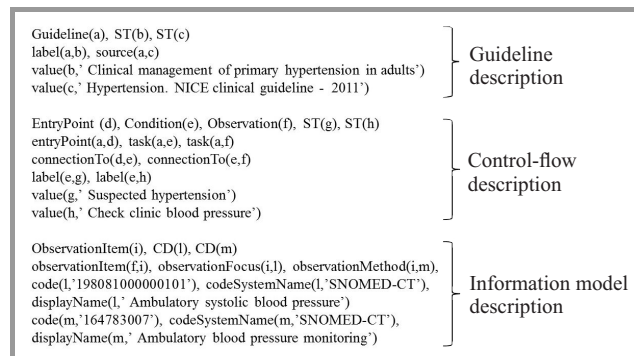 Guideline(a), ST(b), ST(c)
label(a,b), source(a,c)
value(b,' Clinical management of primary hypertension in adults')
value(c,' Hypertension. NICE clinical guideline - 2011')
Guideline
description
EntryPoint (d), Condition(e), Observation(f), ST(g), ST(h)
entryPoint(a,d), task(a,e), task(a,f)
connectionTo(d,e), connectionTo(e,f)
label(e,g), label(e,h)
value(g,' Suspected hypertension')
value(h,' Check clinic blood pressure')
Control-flow
description
ObservationItem(i), CD(l), CD(m)
observationItem(f,i), observationFocus(i,l), observationMethod(i,m),
code(l,'198081000000101'), codeSystemName(l,'SNOMED-CT'),
displayName(l,' Ambulatory systolic blood pressure')
code(m,'164783007'), codeSystemName(m,'SNOMED-CT'),
displayName(m,' Ambulatory blood pressure monitoring')
Information model
description